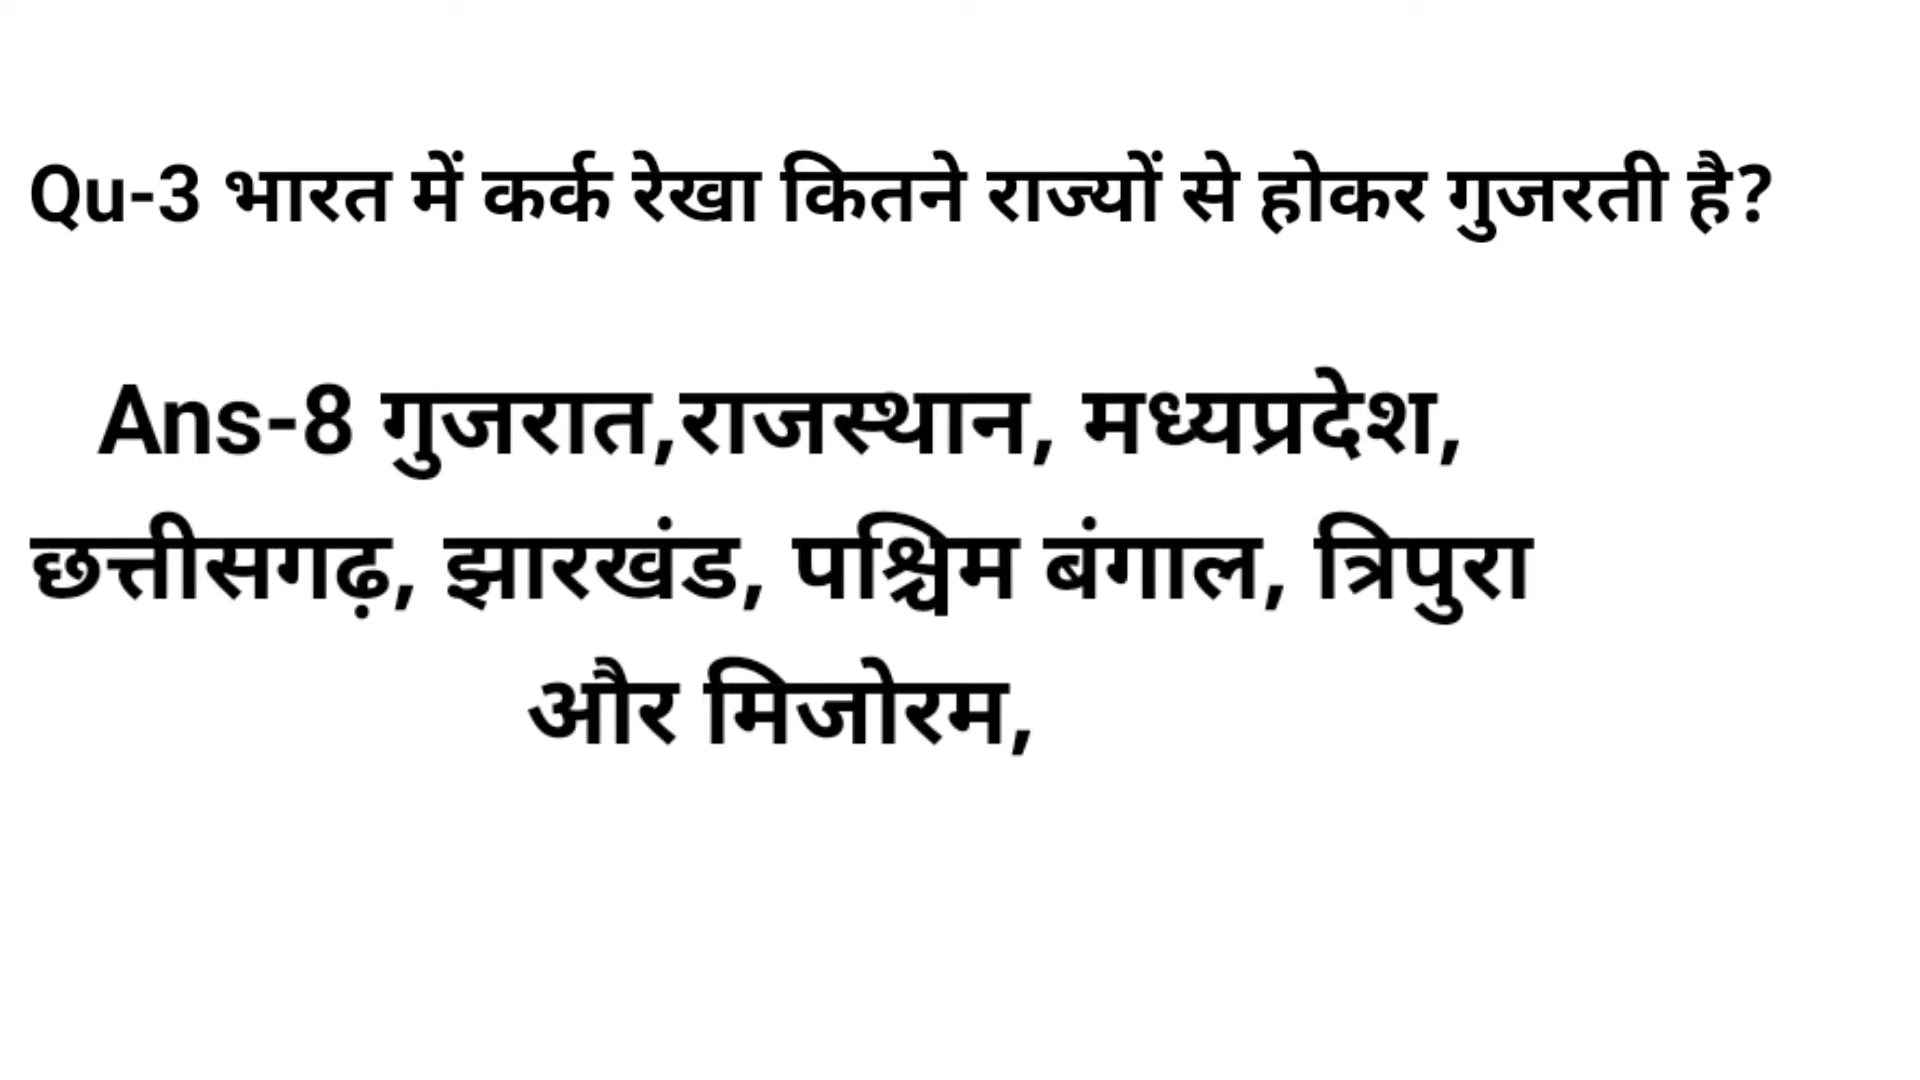 Qu-3 भारत में कर्क रेखा कितने राज्यों से होकर गुजरती है?
Ans-8 गुजरात,राजस्थान, मध्यप्रदेश,
छत्तीसगढ़, झारखंड, पश्चिम बंगाल, त्रिपुरा
और मिजोरम,